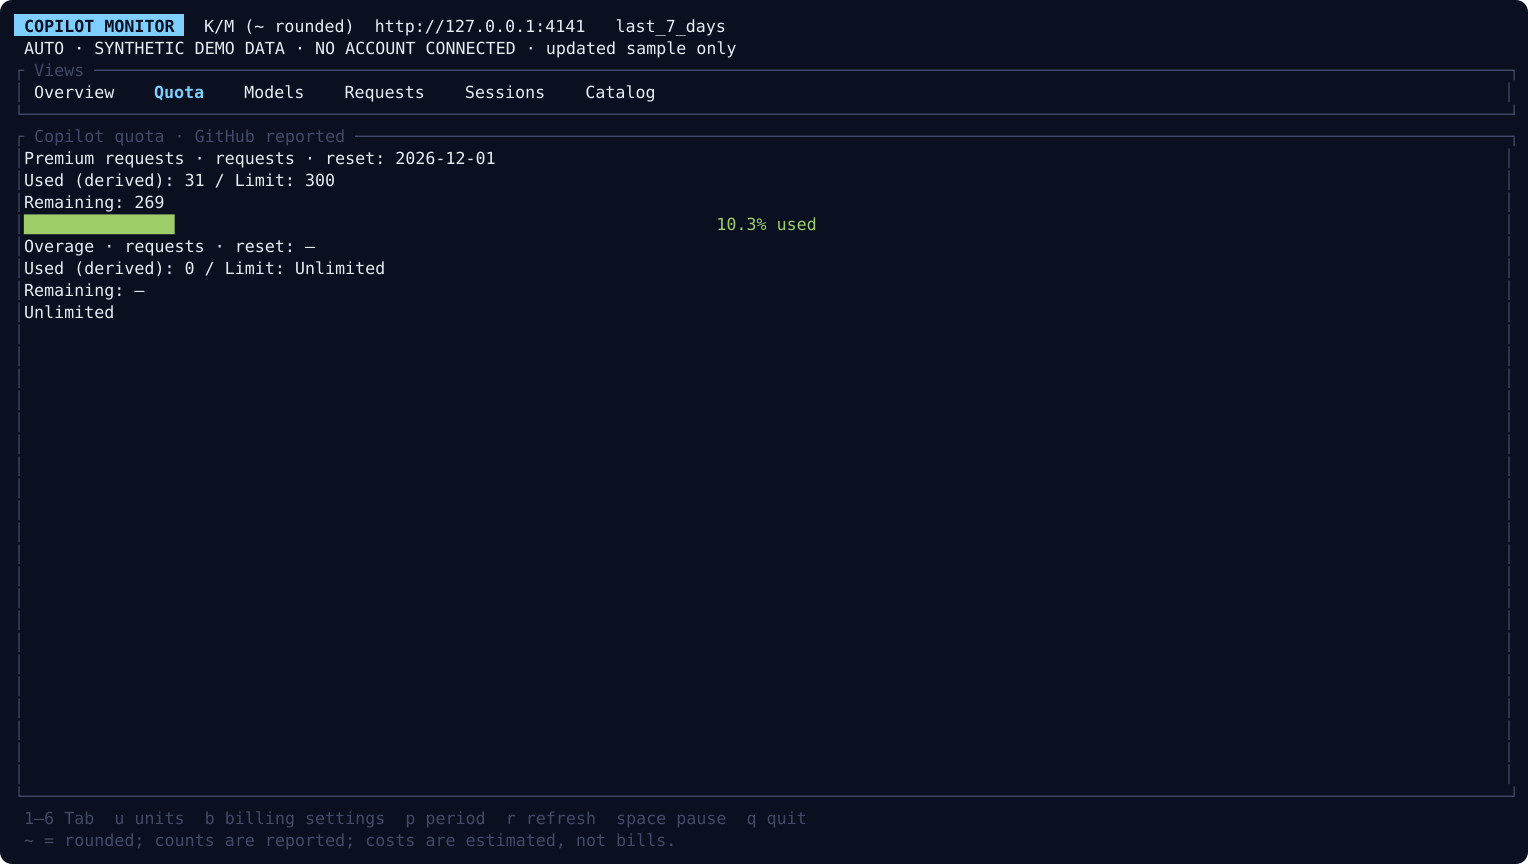 COPILOT MONITOR K/M (~ rounded) http://127.0.0.1:4141 last_7_days
AUTO · SYNTHETIC DEMO DATA · NO ACCOUNT CONNECTED · updated sample only
Views
Overview Quota Models Requests Sessions Catalog
Copilot quota · GitHub reported
Premium requests · requests · reset: 2026-12-01
Used (derived): 31 / Limit: 300
Remaining: 269
10.3% used
Overage · requests · reset: —
Used (derived): 0 / Limit: Unlimited
Remaining: —
Unlimited
1–6 Tab u units b billing settings p period r refresh space pause q quit
~ = rounded; counts are reported; costs are estimated, not bills.